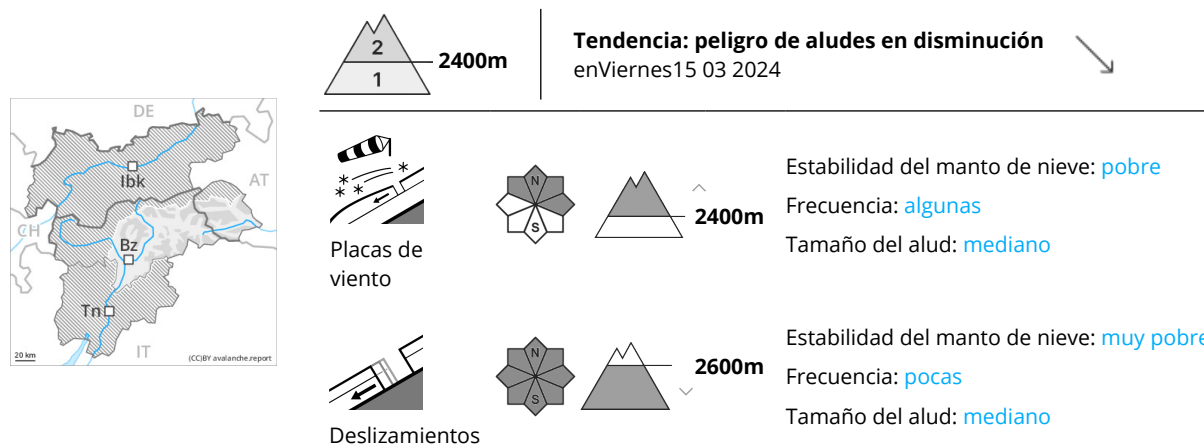 2
2400m
1
Tendencia: peligro de aludes en disminución
enViernes15 03 2024
DE
Ibk
AT
CH
Bz
Tn
IT
20 km
(CC)BY avalanche.report
Placas de
viento
N
S
2400m
Estabilidad del manto de nieve: pobre
Frecuencia: algunas
Tamaño del alud: mediano
Deslizamientos
N
S
2600m
Estabilidad del manto de nieve: muy pobre
Frecuencia: pocas
Tamaño del alud: mediano